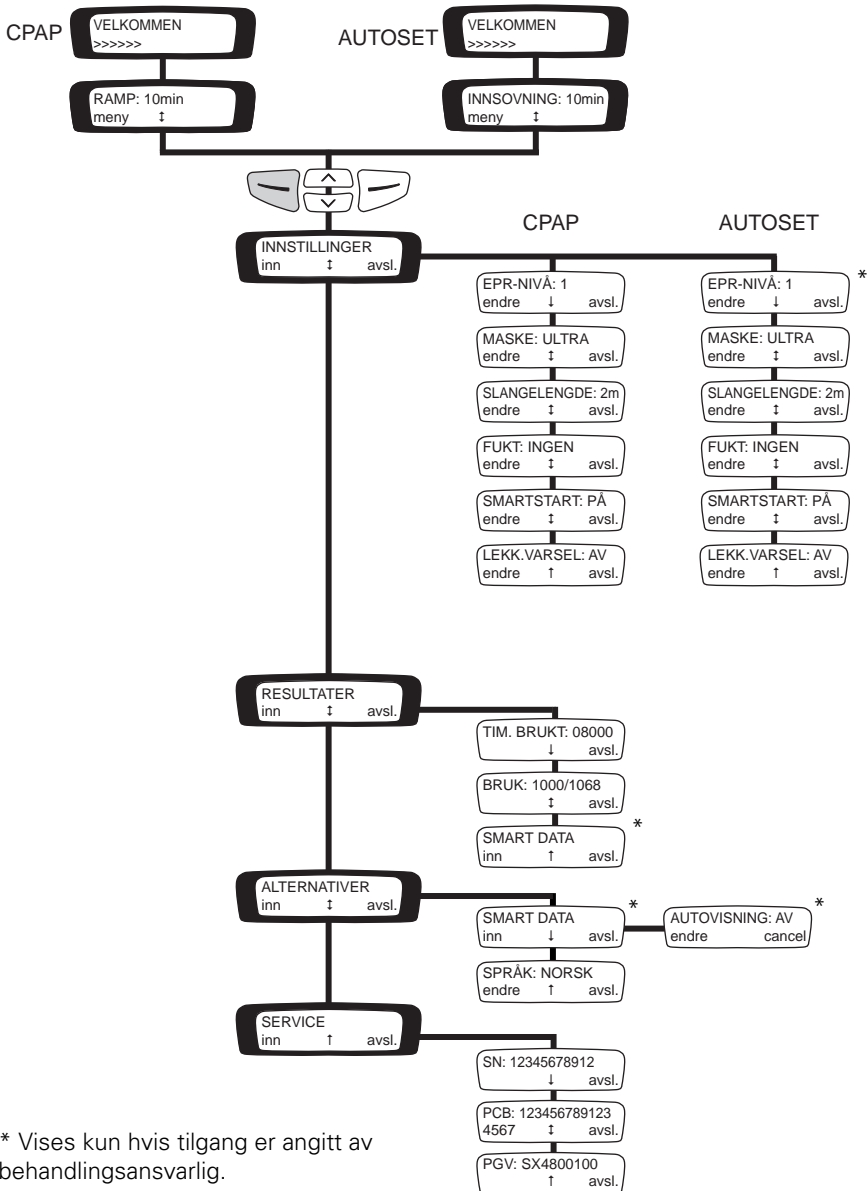 CPAP
VELKOMMEN
>>>>>>
RAMP: 10min
meny ↕
AUTOSET
VELKOMMEN
>>>>>>
INNSOVNING: 10min
meny ↕
INNSTILLINGER
inn ↕ avsl.
CPAP
EPR-NIVÅ: 1
endre ↓ avsl.
MASKE: ULTRA
endre ↕ avsl.
SLANGELENGDE: 2m
endre ↕ avsl.
FUKT: INGEN
endre ↕ avsl.
SMARTSTART: PÅ
endre ↕ avsl.
LEKK.VARSEL: AV
endre ↑ avsl.
AUTOSET
EPR-NIVÅ: 1 *
endre ↓ avsl.
MASKE: ULTRA
endre ↕ avsl.
SLANGELENGDE: 2m
endre ↕ avsl.
FUKT: INGEN
endre ↕ avsl.
SMARTSTART: PÅ
endre ↕ avsl.
LEKK.VARSEL: AV
endre ↑ avsl.
RESULTATER
inn ↕ avsl.
TIM. BRUKT: 08000
↓ avsl.
BRUK: 1000/1068
↕ avsl.
SMART DATA *
inn ↑ avsl.
ALTERNATIVER
inn ↕ avsl.
SMART DATA *
inn ↓ avsl.
AUTOVISNING: AV *
endre cancel
SPRÅK: NORSK
endre ↑ avsl.
SERVICE
inn ↑ avsl.
SN: 12345678912
↓ avsl.
PCB: 123456789123
4567 ↕ avsl.
PGV: SX4800100
↑ avsl.
* Vises kun hvis tilgang er angitt av
behandlingsansvarlig.